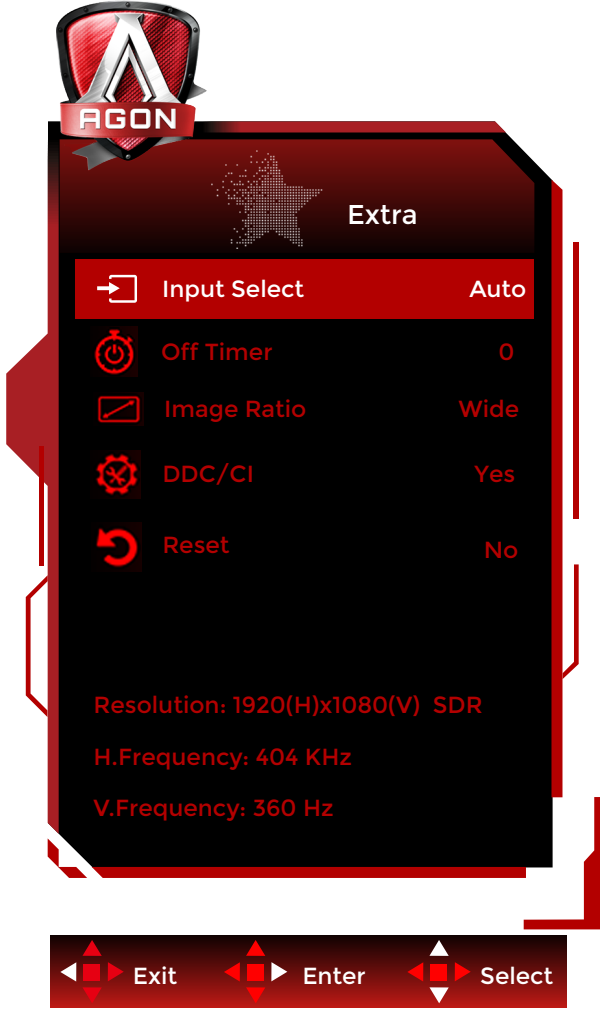 AGON
Extra
Input Select Auto
Off Timer 0
Image Ratio Wide
DDC/CI Yes
Reset No
Resolution: 1920(H)x1080(V) SDR
H.Frequency: 404 KHz
V.Frequency: 360 Hz
Exit Enter Select